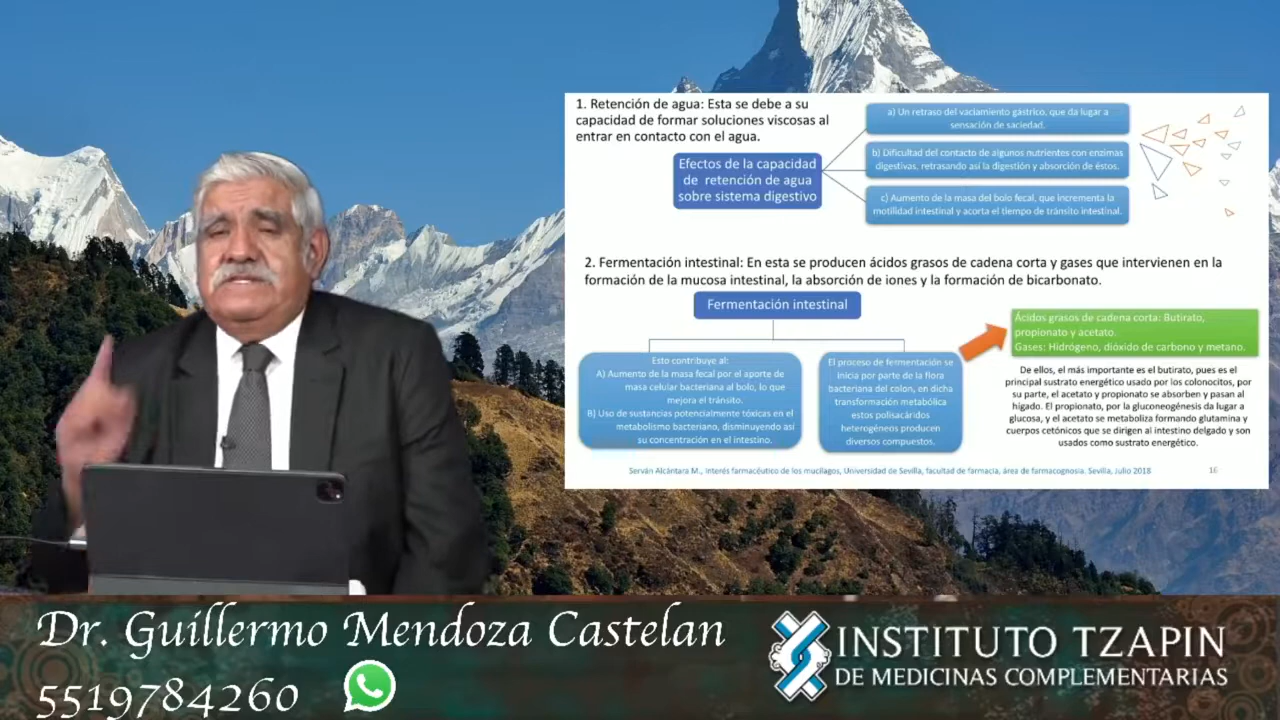 1. Retención de agua: Esta se debe a su
capacidad de formar soluciones viscosas al
entrar en contacto con el agua.
Efectos de la capacidad
de retención de agua
sobre sistema digestivo
a) Un retraso del vaciamiento gástrico, que da lugar a
sensación de saciedad.
b) Dificultad del contacto de algunos nutrientes con enzimas
digestivas, retrasando así la digestión y absorción de éstos.
c) Aumento de la masa del bolo fecal, que incrementa la
motilidad intestinal y acorta el tiempo de tránsito intestinal.
2. Fermentación intestinal: En esta se producen ácidos grasos de cadena corta y gases que intervienen en la
formación de la mucosa intestinal, la absorción de iones y la formación de bicarbonato.
Fermentación intestinal
Esto contribuye al:
A) Aumento de la masa fecal por el aporte de
masa celular bacteriana al bolo, lo que
mejora el tránsito.
B) Uso de sustancias potencialmente tóxicas en el
metabolismo bacteriano, disminuyendo así
su concentración en el intestino.
El proceso de fermentación se
inicia por parte de la flora
bacteriana del colon, en dicha
transformación metabólica
estos polisacáridos
heterogéneos producen
diversos compuestos.
Ácidos grasos de cadena corta: Butirato,
propionato y acetato.
Gases: Hidrógeno, dióxido de carbono y metano.
De ellos, el más importante es el butirato, pues es el
principal sustrato energético usado por los colonocitos, por
su parte, el acetato y propionato se absorben y pasan al
hígado. El propionato, por la gluconeogénesis da lugar a
glucosa, y el acetato se metaboliza formando glutamina y
cuerpos cetónicos que se dirigen al intestino delgado y son
usados como sustrato energético.
Serván Alcántara M., Interés farmacéutico de los mucílagos, Universidad de Sevilla, facultad de farmacia, área de farmacognosia. Sevilla, Julio 2018
16
Dr. Guillermo Mendoza Castelan
5519784260
INSTITUTO TZAPIN
DE MEDICINAS COMPLEMENTARIAS